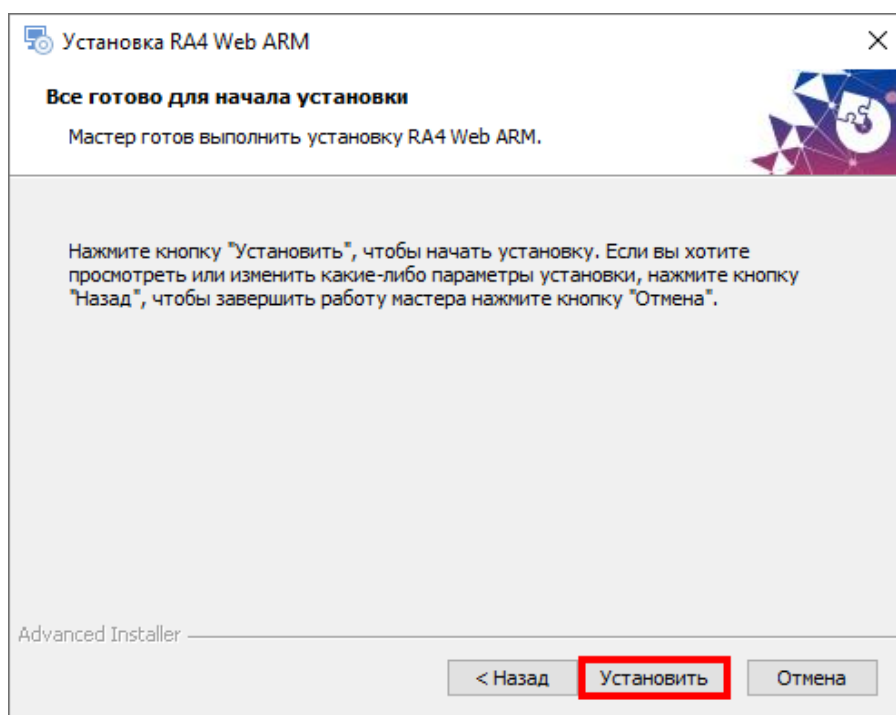 Установка RA4 Web ARM
Все готово для начала установки
Мастер готов выполнить установку RA4 Web ARM.
Нажмите кнопку "Установить", чтобы начать установку. Если вы хотите
просмотреть или изменить какие-либо параметры установки, нажмите кнопку
"Назад", чтобы завершить работу мастера нажмите кнопку "Отмена".
Advanced Installer
< Назад
Установить
Отмена